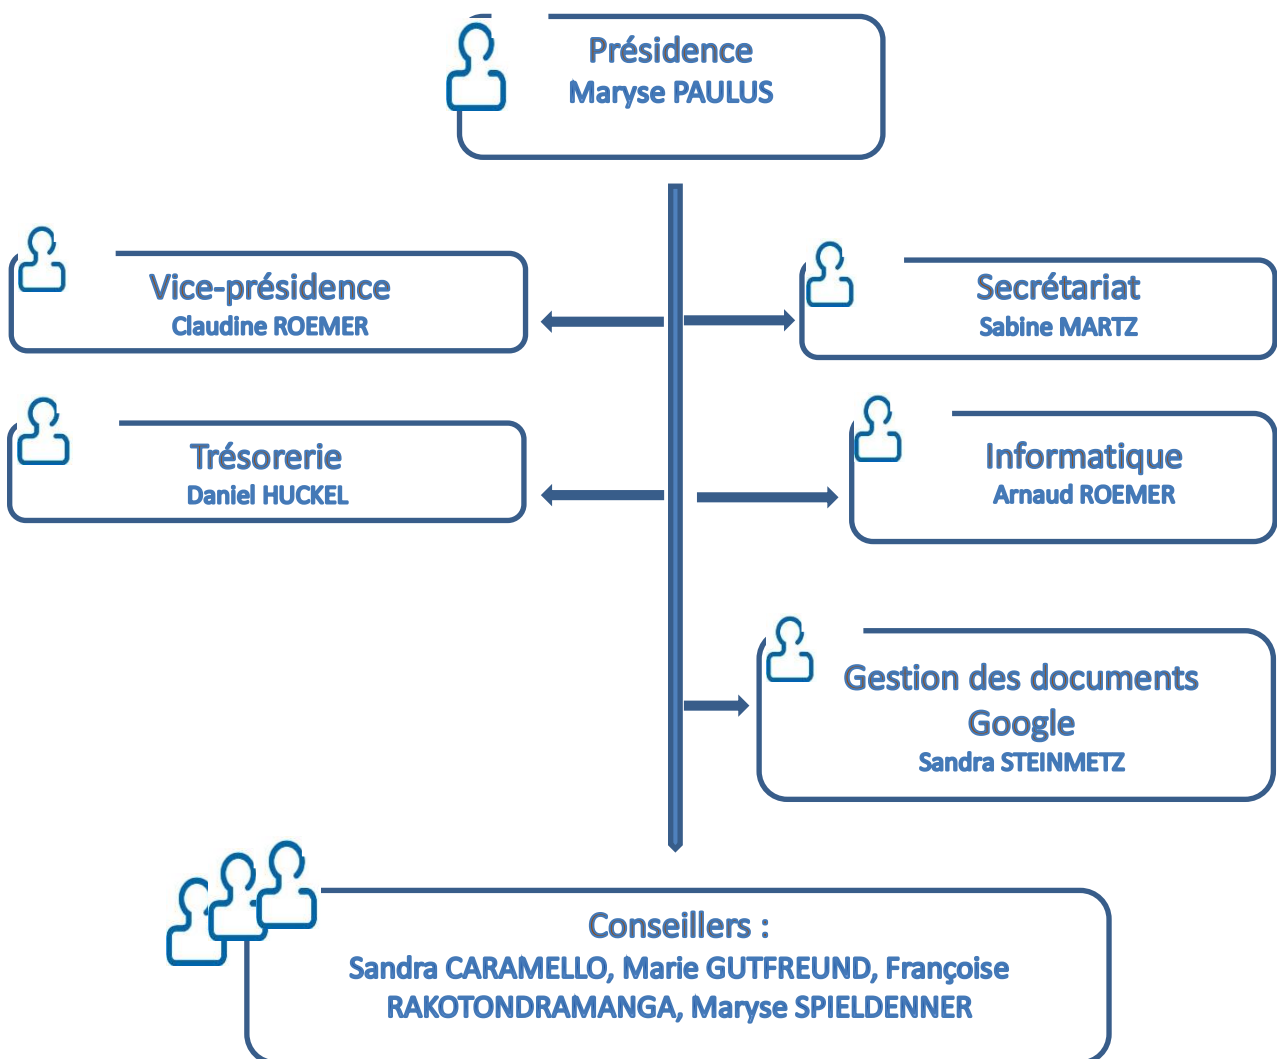 Présidence
Maryse PAULUS
Vice-présidence
Claudine ROEMER
Secrétariat
Sabine MARTZ
Trésorerie
Daniel HUCKEL
Informatique
Arnaud ROEMER
Gestion des documents
Google
Sandra STEINMETZ
Conseillers :
Sandra CARAMELLO, Marie GUTFREUND, Françoise
RAKOTONDRAMANGA, Maryse SPIELDENNER